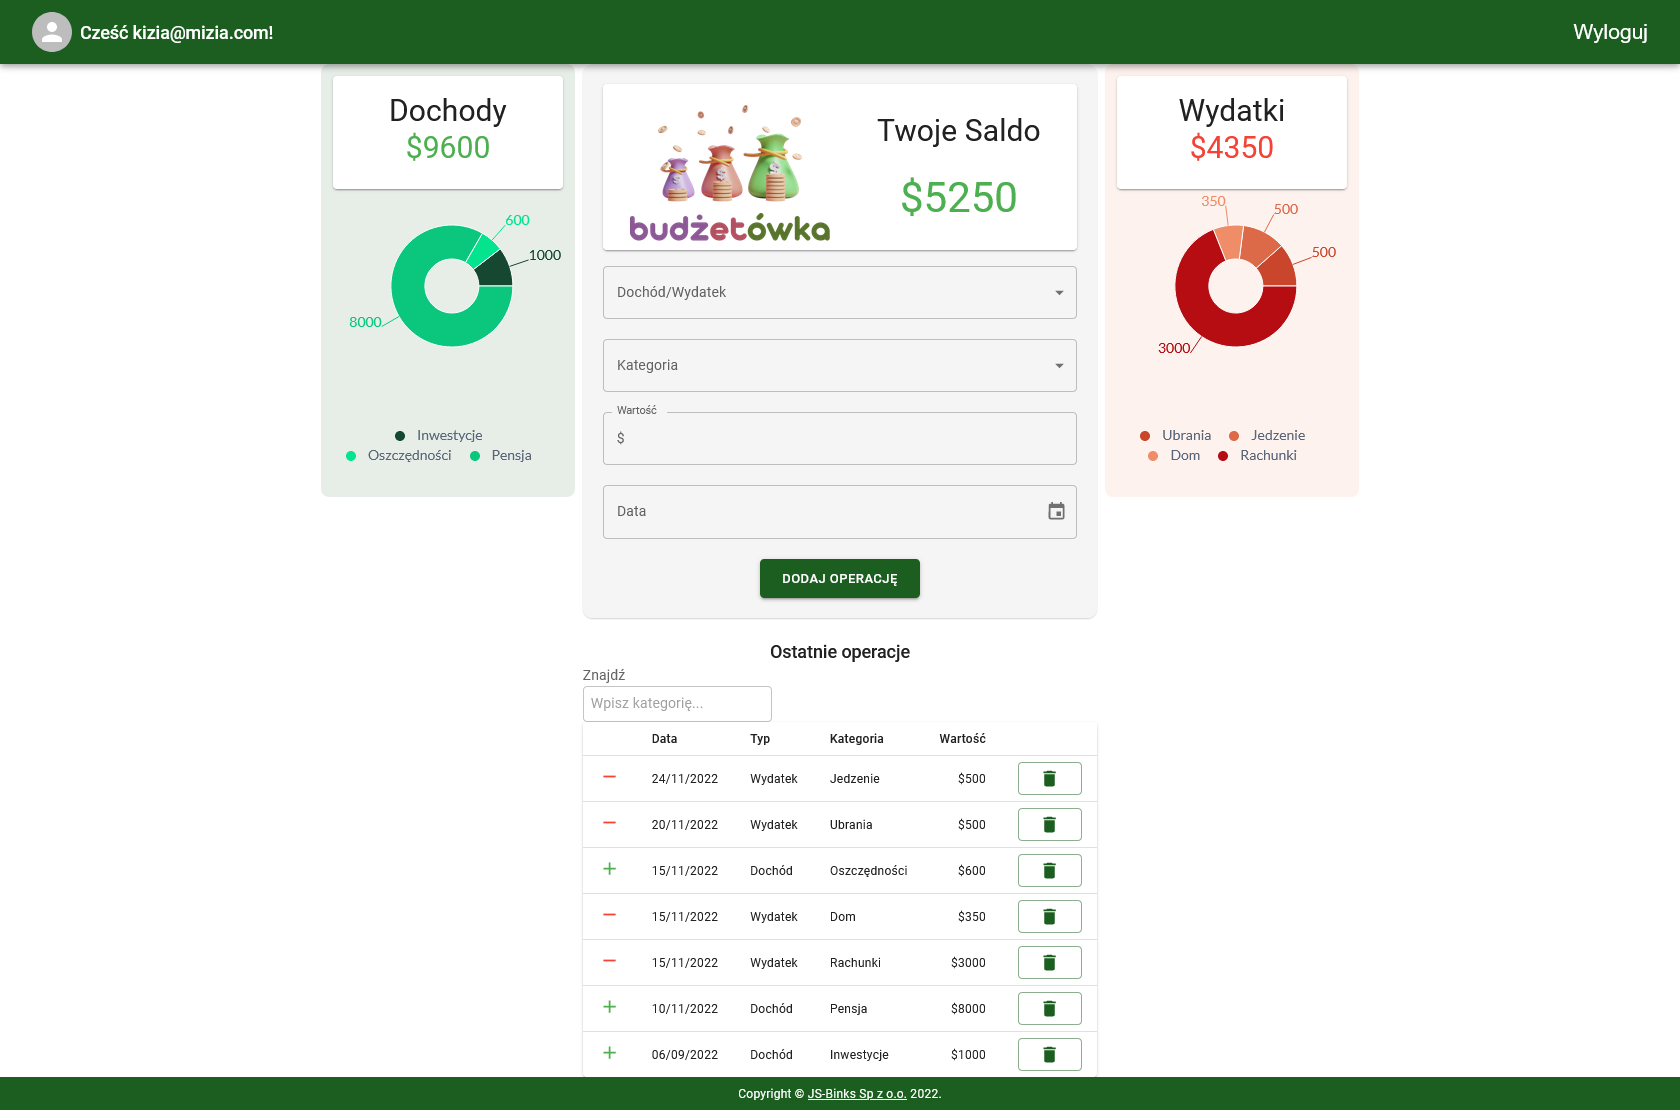 Cześć kizia@mizia.com!
Wyloguj
Dochody
$9600
600
1000
8000
Inwestycje
Oszczędności Pensja
budżetówka
Twoje Saldo
$5250
Dochód/Wydatek
Kategoria
Wartość
$
Data
DODAJ OPERACJĘ
Wydatki
$4350
350
500
500
3000
Ubrania Jedzenie
Dom Rachunki
Ostatnie operacje
Znajdź
Wpisz kategorię...
Data Typ Kategoria Wartość
24/11/2022 Wydatek Jedzenie $500
20/11/2022 Wydatek Ubrania $500
15/11/2022 Dochód Oszczędności $600
15/11/2022 Wydatek Dom $350
15/11/2022 Wydatek Rachunki $3000
10/11/2022 Dochód Pensja $8000
06/09/2022 Dochód Inwestycje $1000
Copyright © JS-Binks Sp z o.o. 2022.